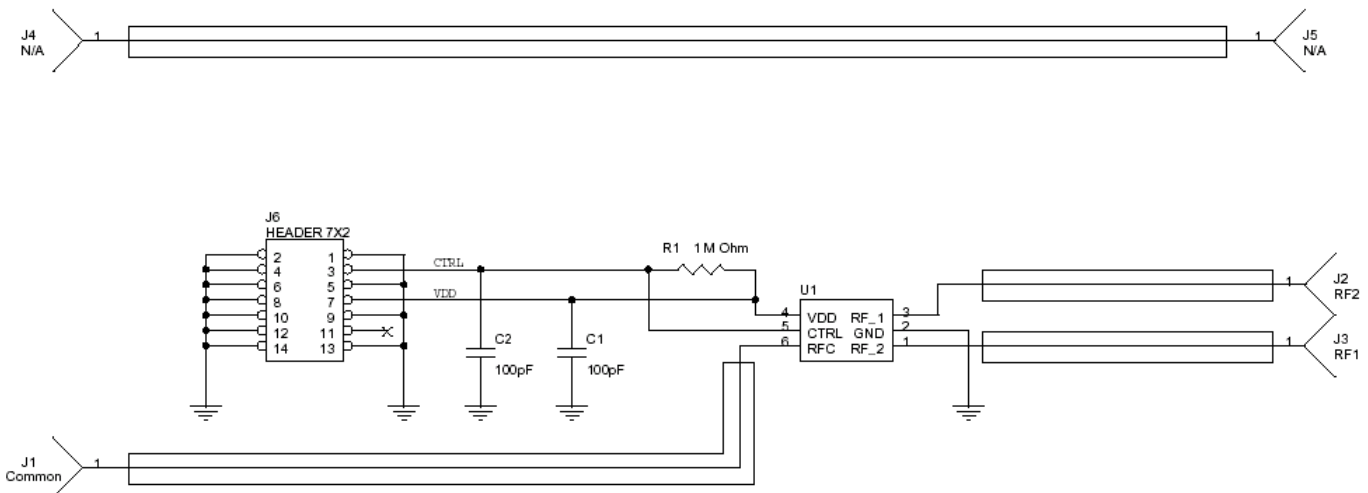 J4
N/A
1
1
J5
N/A
J6
HEADER 7X2
2 1
4 3
6 5
8 7
10 9
12 11
14 13
CTRL
VDD
R1 1M Ohm
C2
100pF
C1
100pF
U1
4 VDD RF_1 3
5 CTRL GND 2
6 RFC RF_2 1
1
J2
RF2
1
J3
RF1
J1
Common
1